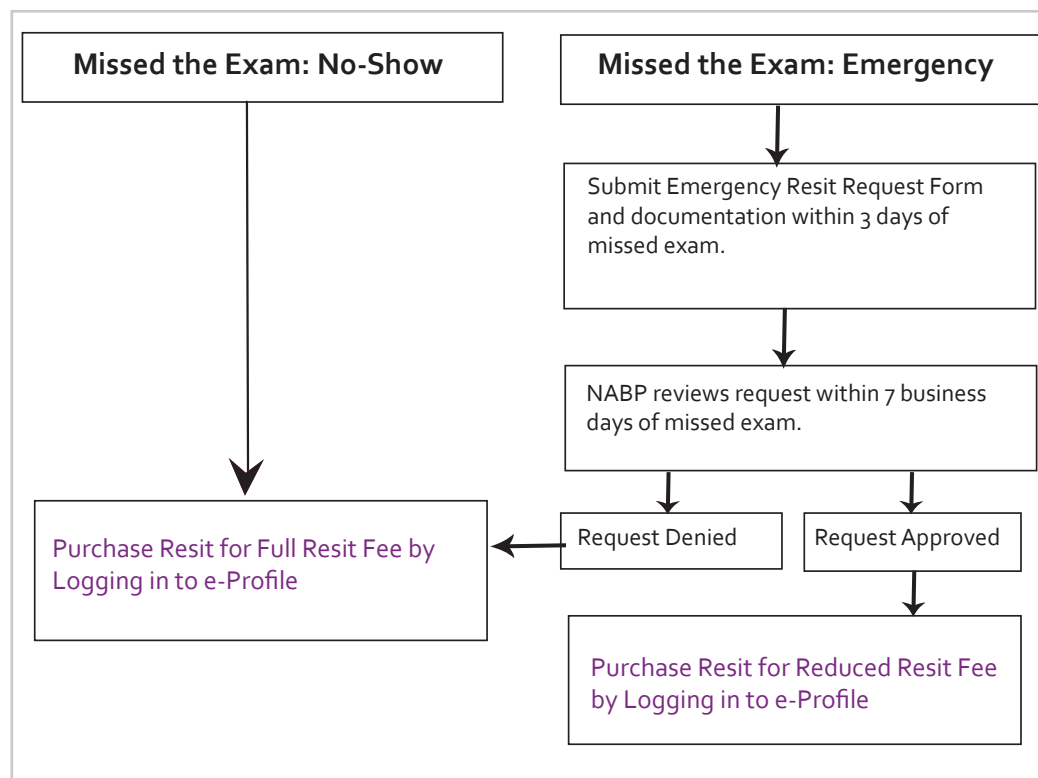 Missed the Exam: No-Show
Missed the Exam: Emergency
Submit Emergency Resit Request Form
and documentation within 3 days of
missed exam.
NABP reviews request within 7 business
days of missed exam.
Request Denied
Request Approved
Purchase Resit for Full Resit Fee by
Logging in to e-Profile
Purchase Resit for Reduced Resit Fee
by Logging in to e-Profile